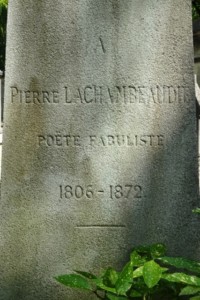 A
PIERRE LACHAMBEAUDIE
POËTE FABULISTE
1806-1872